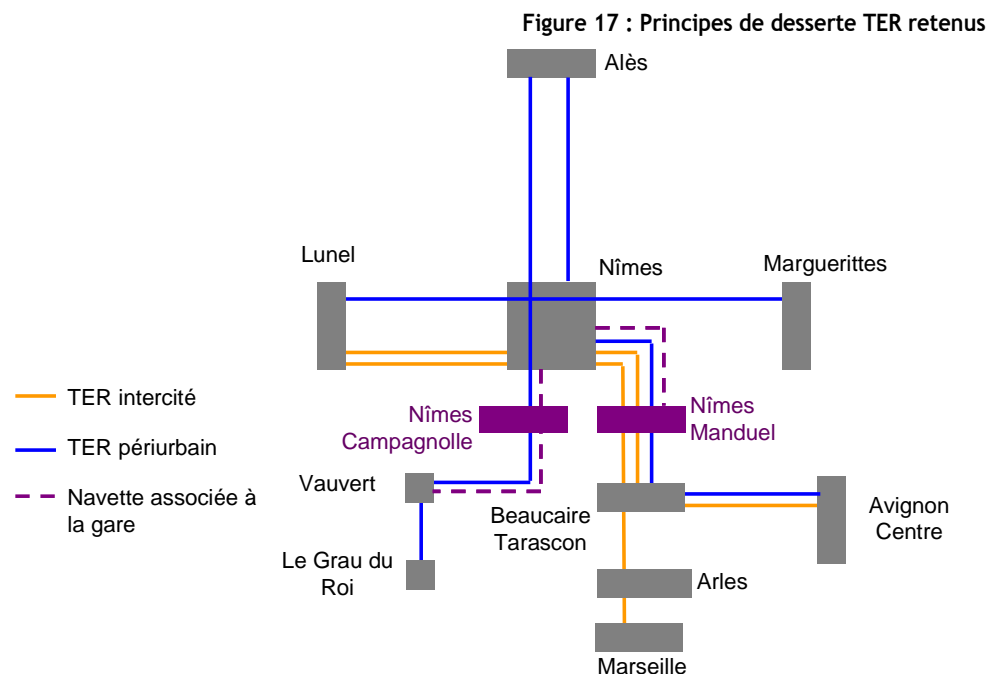 Figure 17 : Principes de desserte TER retenus
Alès
Lunel
Nîmes
Marguerittes
TER intercité
TER périurbain
Navette associée à
la gare
Nîmes
Campagnolle
Nîmes
Manduel
Vauvert
Beaucaire
Tarascon
Avignon
Centre
Le Grau du
Roi
Arles
Marseille